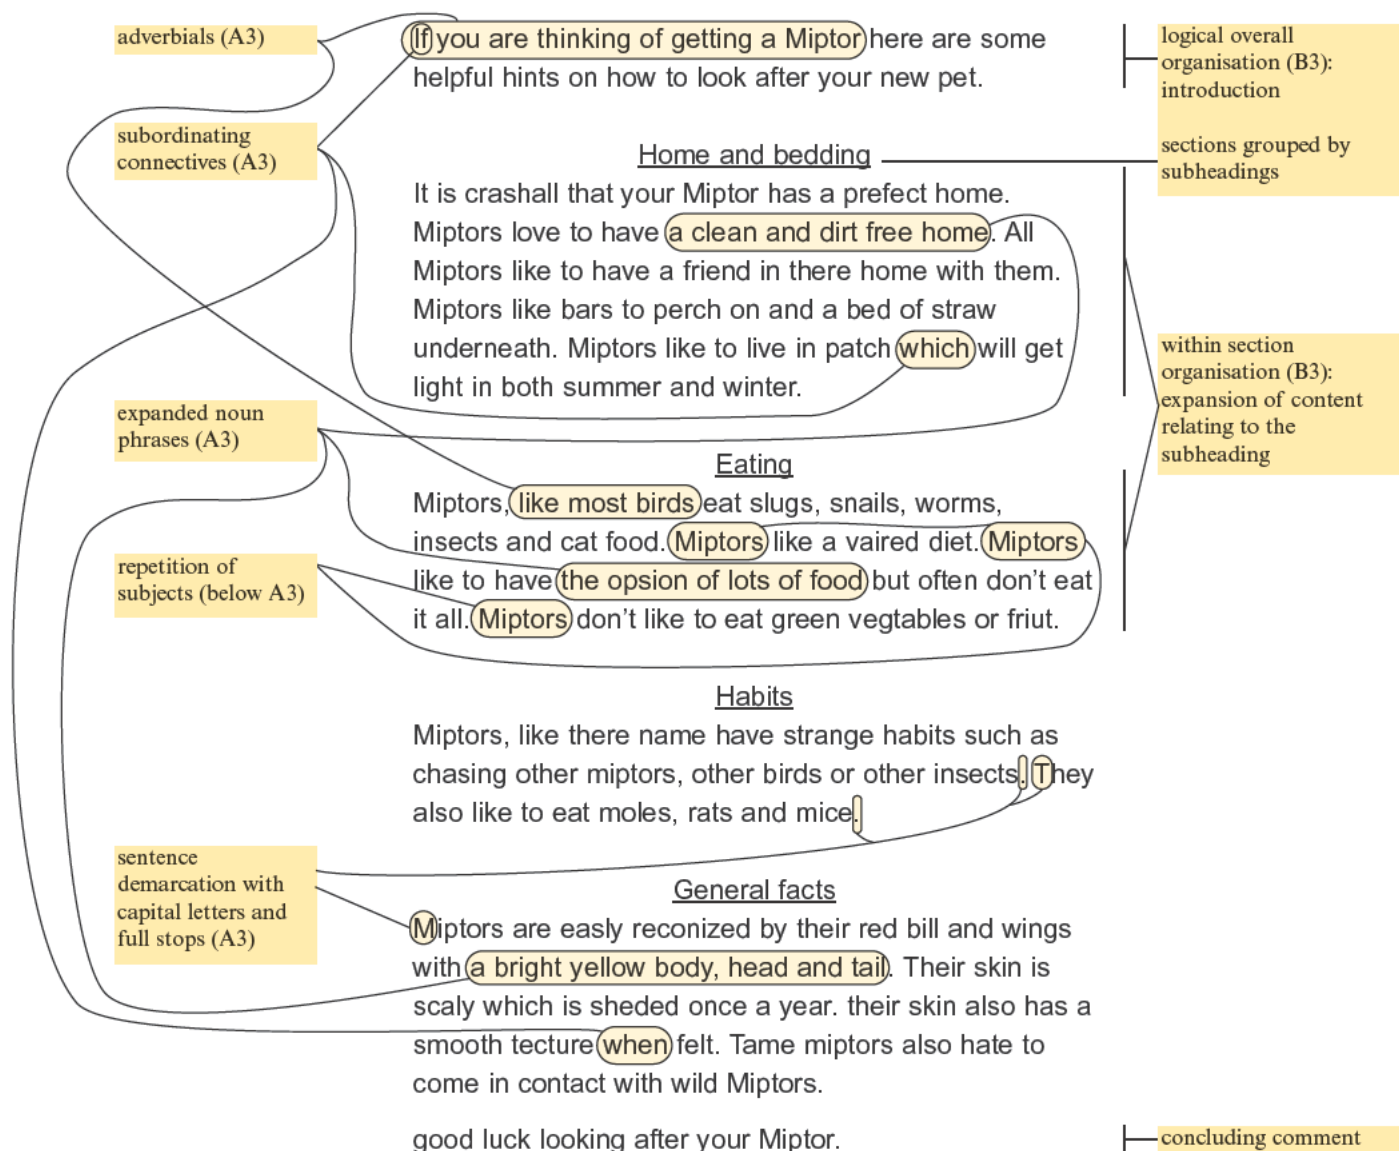 adverbials (A3)
subordinating
connectives (A3)
expanded noun
phrases (A3)
repetition of
subjects (below A3)
sentence
demarcation with
capital letters and
full stops (A3)
If you are thinking of getting a Miptor here are some
helpful hints on how to look after your new pet.
Home and bedding
It is crashall that your Miptor has a prefect home.
Miptors love to have a clean and dirt free home. All
Miptors like to have a friend in there home with them.
Miptors like bars to perch on and a bed of straw
underneath. Miptors like to live in patch which will get
light in both summer and winter.
Eating
Miptors, like most birds eat slugs, snails, worms,
insects and cat food. Miptors like a vaired diet. Miptors
like to have the opsion of lots of food but often don't eat
it all. Miptors don't like to eat green vegtables or friut.
Habits
Miptors, like there name have strange habits such as
chasing other miptors, other birds or other insects. They
also like to eat moles, rats and mice.
General facts
Miptors are easly reconized by their red bill and wings
with a bright yellow body, head and tail. Their skin is
scaly which is sheded once a year. their skin also has a
smooth tecture when felt. Tame miptors also hate to
come in contact with wild Miptors.
good luck looking after your Miptor.
logical overall
organisation (B3):
introduction
sections grouped by
subheadings
within section
organisation (B3):
expansion of content
relating to the
subheading
concluding comment